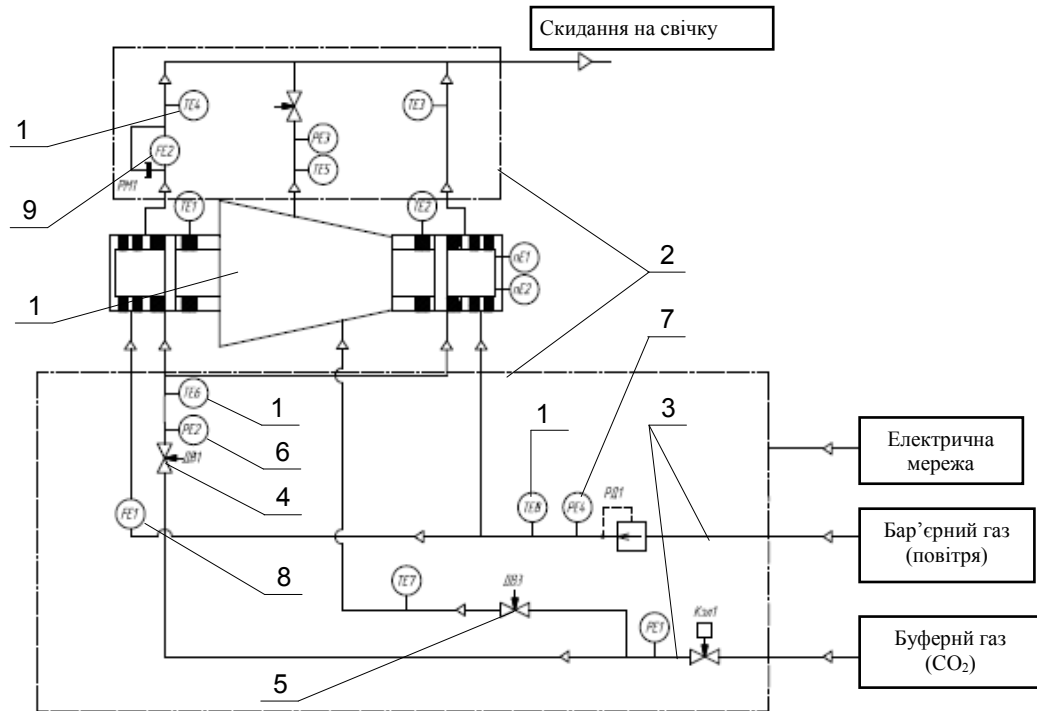 Скидання на свічку
TE4
1
TE3
PE3
FE2
TE5
PM1
9
TE1
TE2
nE1
2
nE2
1
7
TE6
1
1
3
PE2
6
Електрична
мережа
ДВ1
4
РД1
TE8
PE4
FE1
Бар’єрний газ
(повітря)
8
TE7
ДВ3
Кэл1
PE1
Буферний газ
(CO₂)
5